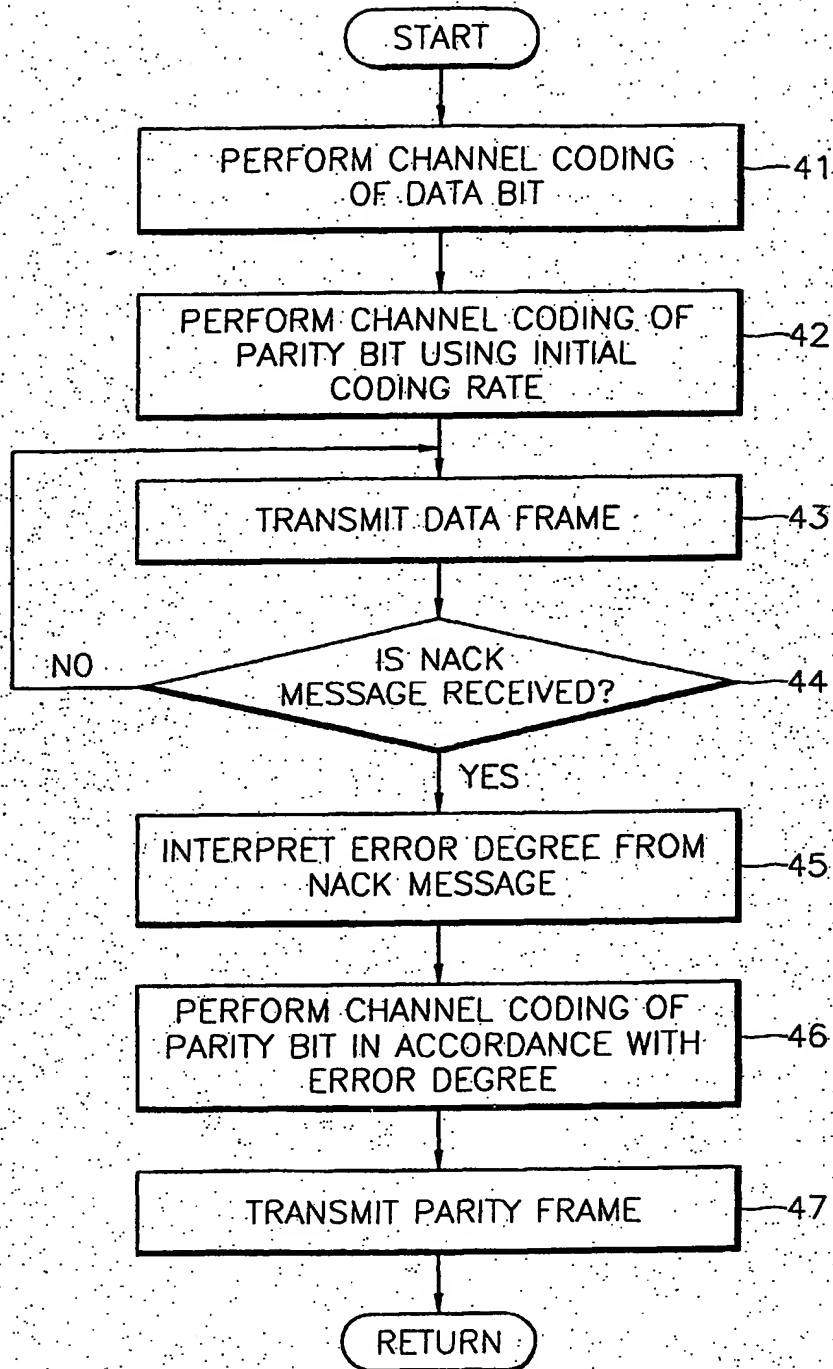 START
PERFORM CHANNEL CODING
OF DATA BIT
41
PERFORM CHANNEL CODING OF
PARITY BIT USING INITIAL
CODING RATE
42
TRANSMIT DATA FRAME
43
NO
IS NACK
MESSAGE RECEIVED?
44
YES
INTERPRET ERROR DEGREE FROM
NACK MESSAGE
45
PERFORM CHANNEL CODING OF
PARITY BIT IN ACCORDANCE WITH
ERROR DEGREE
46
TRANSMIT PARITY FRAME
47
RETURN